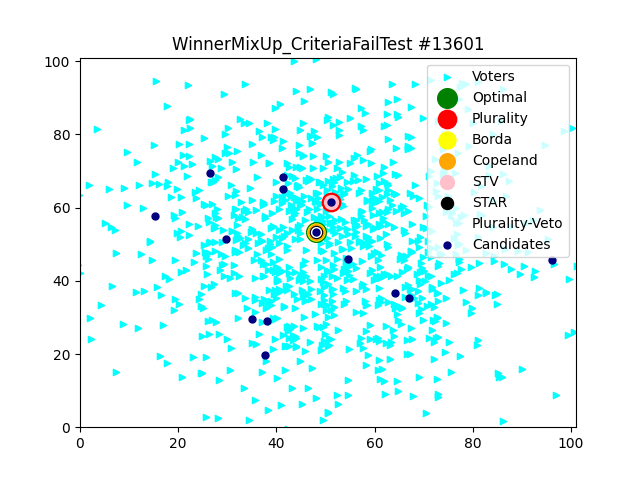 WinnerMixUp_CriteriaFailTest #13601
100
80
60
40
20
0
0
20
40
60
80
100
Voters
Optimal
Plurality
Borda
Copeland
STV
STAR
Plurality-Veto
Candidates